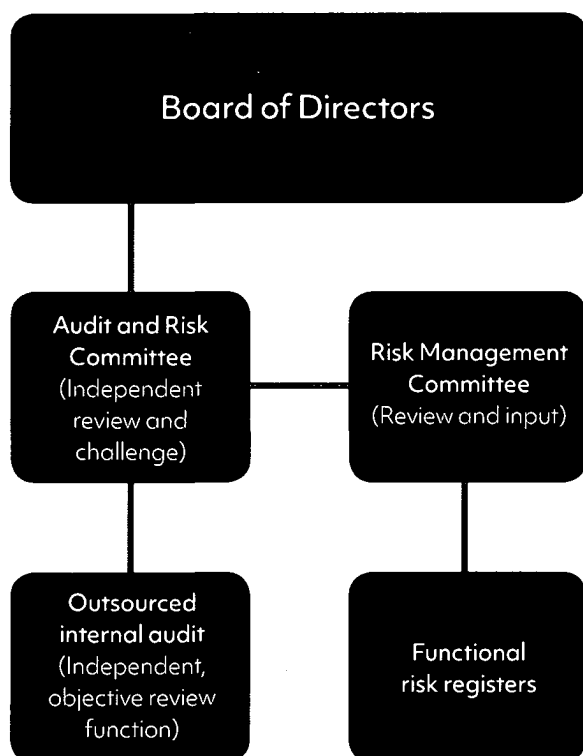 Board of Directors
Audit and Risk
Committee
(Independent
review and
challenge)
Risk Management
Committee
(Review and input)
Outsourced
internal audit
(Independent,
objective review
function)
Functional
risk registers